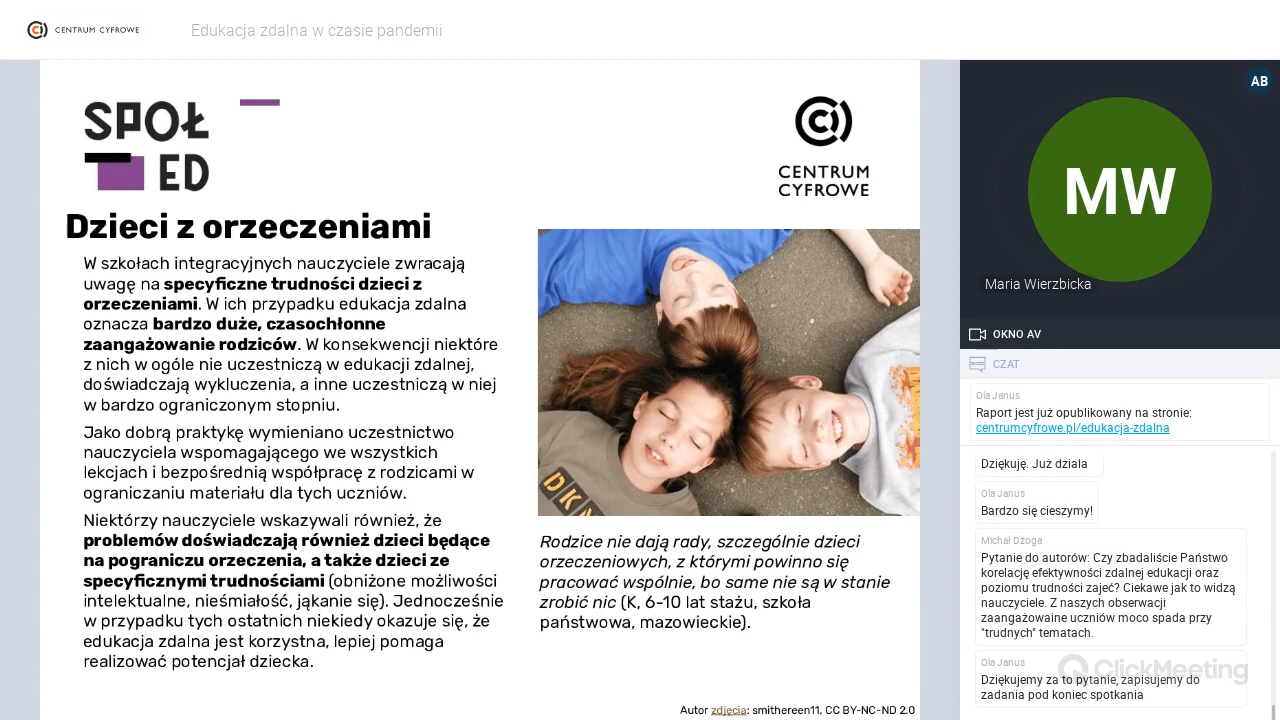 CENTRUM CYFROWE
Edukacja zdalna w czasie pandemii
SPOŁ
ED
CENTRUM
CYFROWE
Dzieci z orzeczeniami
W szkołach integracyjnych nauczyciele zwracają
uwagę na specyficzne trudności dzieci z
orzeczeniami. W ich przypadku edukacja zdalna
oznacza bardzo duże, czasochłonne
zaangażowanie rodziców. W konsekwencji niektóre
z nich w ogóle nie uczestniczą w edukacji zdalnej,
doświadczają wykluczenia, a inne uczestniczą w niej
w bardzo ograniczonym stopniu.
Jako dobrą praktykę wymieniano uczestnictwo
nauczyciela wspomagającego we wszystkich
lekcjach i bezpośrednią współpracę z rodzicami w
ograniczaniu materiału dla tych uczniów.
Niektórzy nauczyciele wskazywali również, że
problemów doświadczają również dzieci będące
na pograniczu orzeczenia, a także dzieci ze
specyficznymi trudnościami (obniżone możliwości
intelektualne, nieśmiałość, jąkanie się). Jednocześnie
w przypadku tych ostatnich niekiedy okazuje się, że
edukacja zdalna jest korzystna, lepiej pomaga
realizować potencjał dziecka.
DKN
Rodzice nie dają rady, szczególnie dzieci
orzeczeniowych, z którymi powinno się
pracować wspólnie, bo same nie są w stanie
zrobić nic (K, 6-10 lat stażu, szkoła
państwowa, mazowieckie).
Autor zdjęcia: smithereen11, CC BY-NC-ND 2.0
AB
MW
Maria Wierzbicka
OKNO AV
CZAT
Ola Janus
Raport jest już opublikowany na stronie:
centrumcyfrowe.pl/edukacja-zdalna
Dziękuję. Już dziala
Ola Janus
Bardzo się cieszymy!
Michał Dżoga
Pytanie do autorów: Czy zbadaliście Państwo
korelację efektywności zdalnej edukacji oraz
poziomu trudności zajeć? Ciekawe jak to widzą
nauczyciele. Z naszych obserwacji
zaangażowaine uczniów moco spada przy
"trudnych" tematach.
Ola Janus
Dziękujemy za to pytanie, zapisujemy do
zadania pod koniec spotkania
ClickMeeting